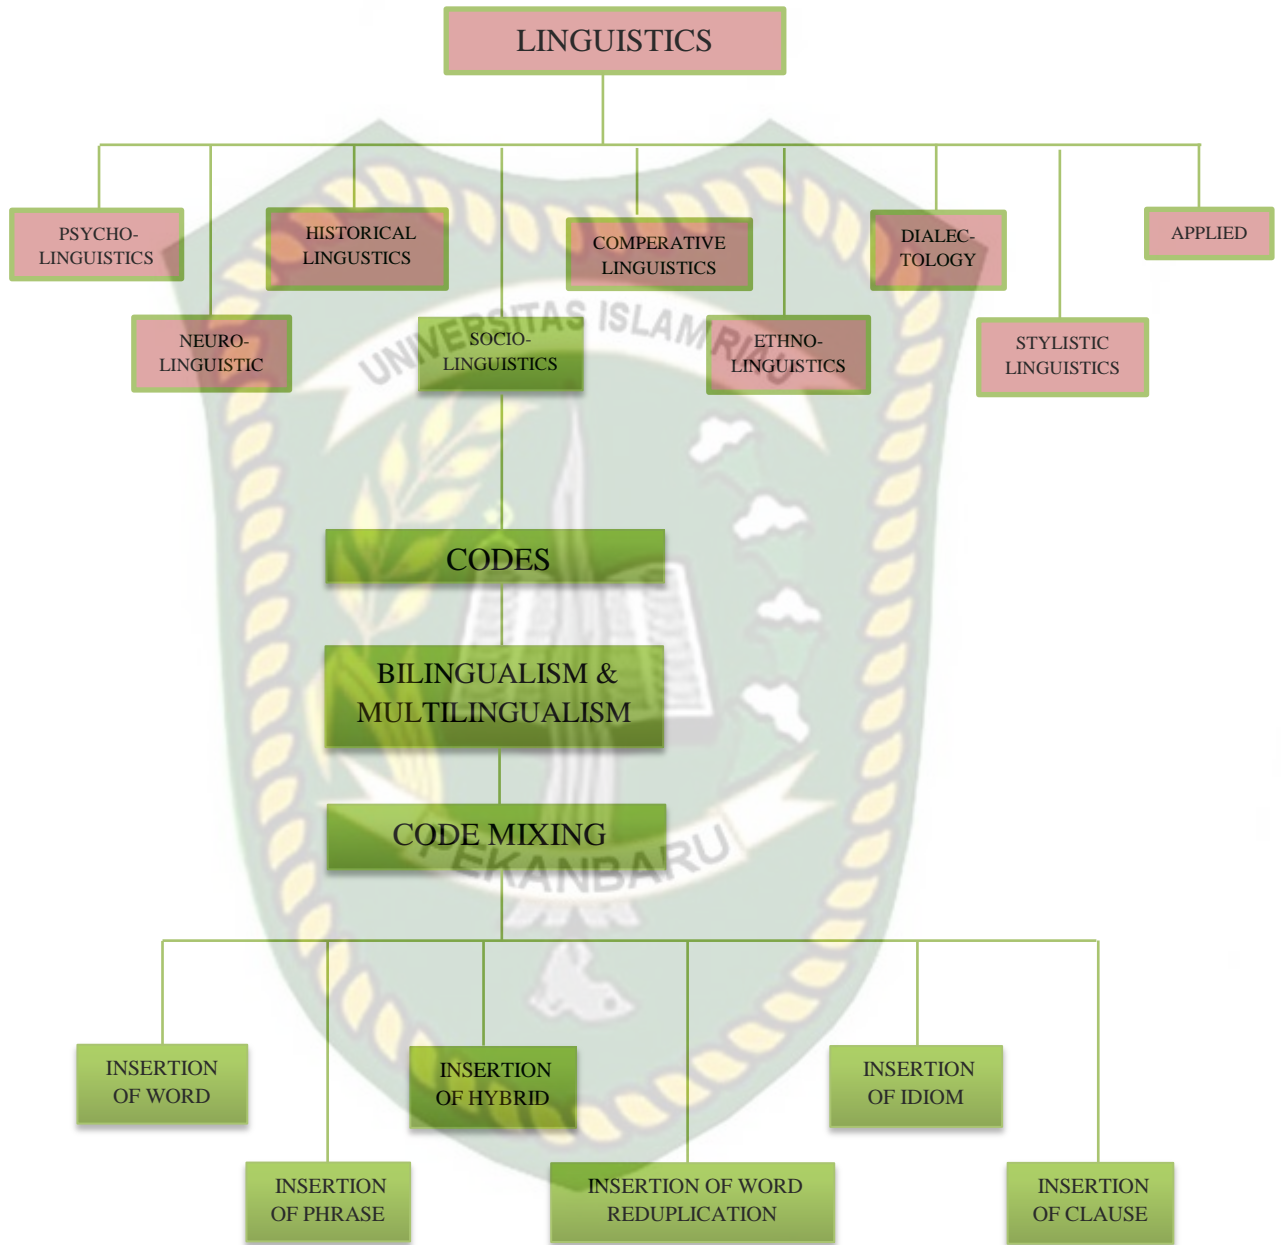 LINGUISTICS
PSYCHO-
LINGUISTICS
HISTORICAL
LINGUSTICS
COMPERATIVE
LINGUISTICS
DIALEC-
TOLOGY
APPLIED
NEURO-
LINGUISTIC
SOCIO-
LINGUISTICS
ETHNO-
LINGUISTICS
STYLISTIC
LINGUISTICS
UNIVERSITAS ISLAM RIAU
CODES
BILINGUALISM &
MULTILINGUALISM
CODE MIXING
PEKANBARU
INSERTION
OF WORD
INSERTION
OF HYBRID
INSERTION
OF IDIOM
INSERTION
OF PHRASE
INSERTION OF WORD
REDUPLICATION
INSERTION
OF CLAUSE